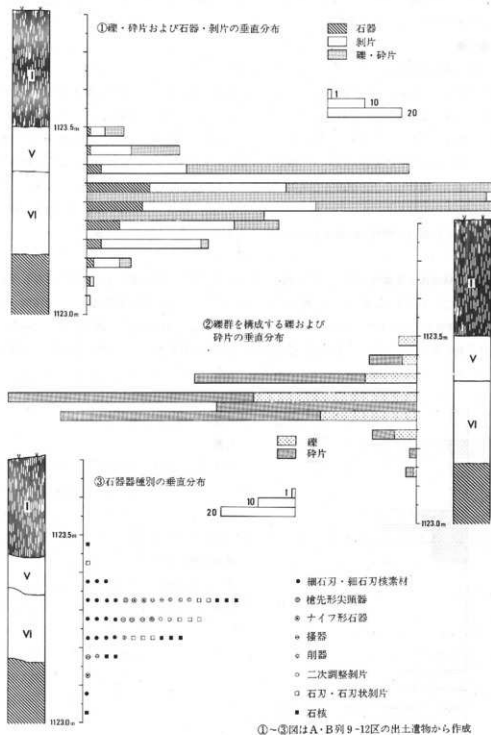 ①礫・砕片および石器・剥片の垂直分布
石器
剥片
礫・砕片
1
10
20
I
1123.5m
V
VI
1123.0m
②礫群を構成する礫および
砕片の垂直分布
II
1123.5m
V
VI
1123.0m
礫
砕片
③石器器種別の垂直分布
1
10
20
I
1123.5m
V
VI
1123.0m
細石刃・細石刃核素材
槍先形尖頭器
ナイフ形石器
掻器
削器
二次調整剥片
石刃・石刃状剥片
石核
①~③図はA・B列9-12区の出土遺物から作成